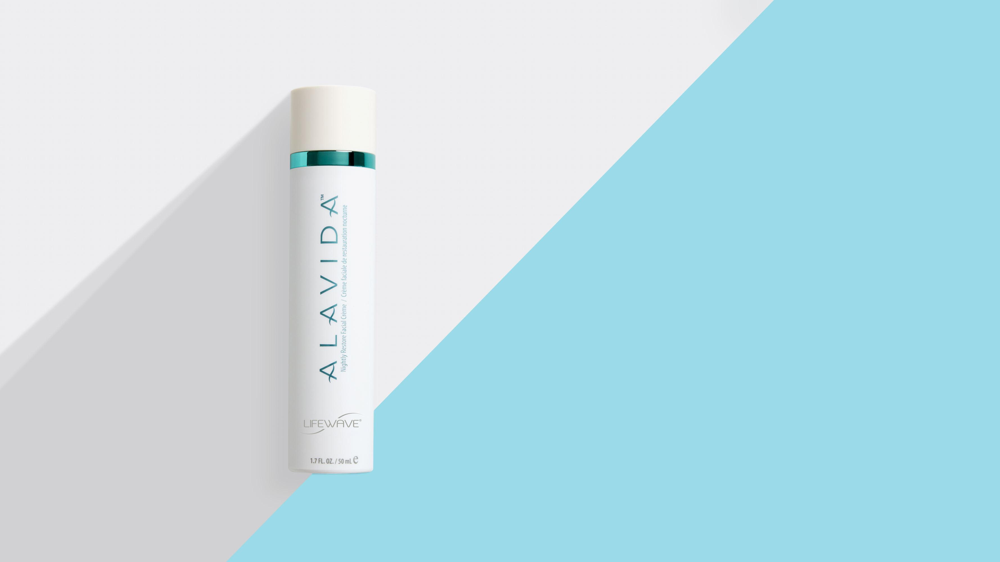 ALAVIDA™
Nightly Restore Facial Crème / Crème faciale de restauration nocturne
LIFEWAVE®
1.7 FL. OZ. / 50 mL ℮